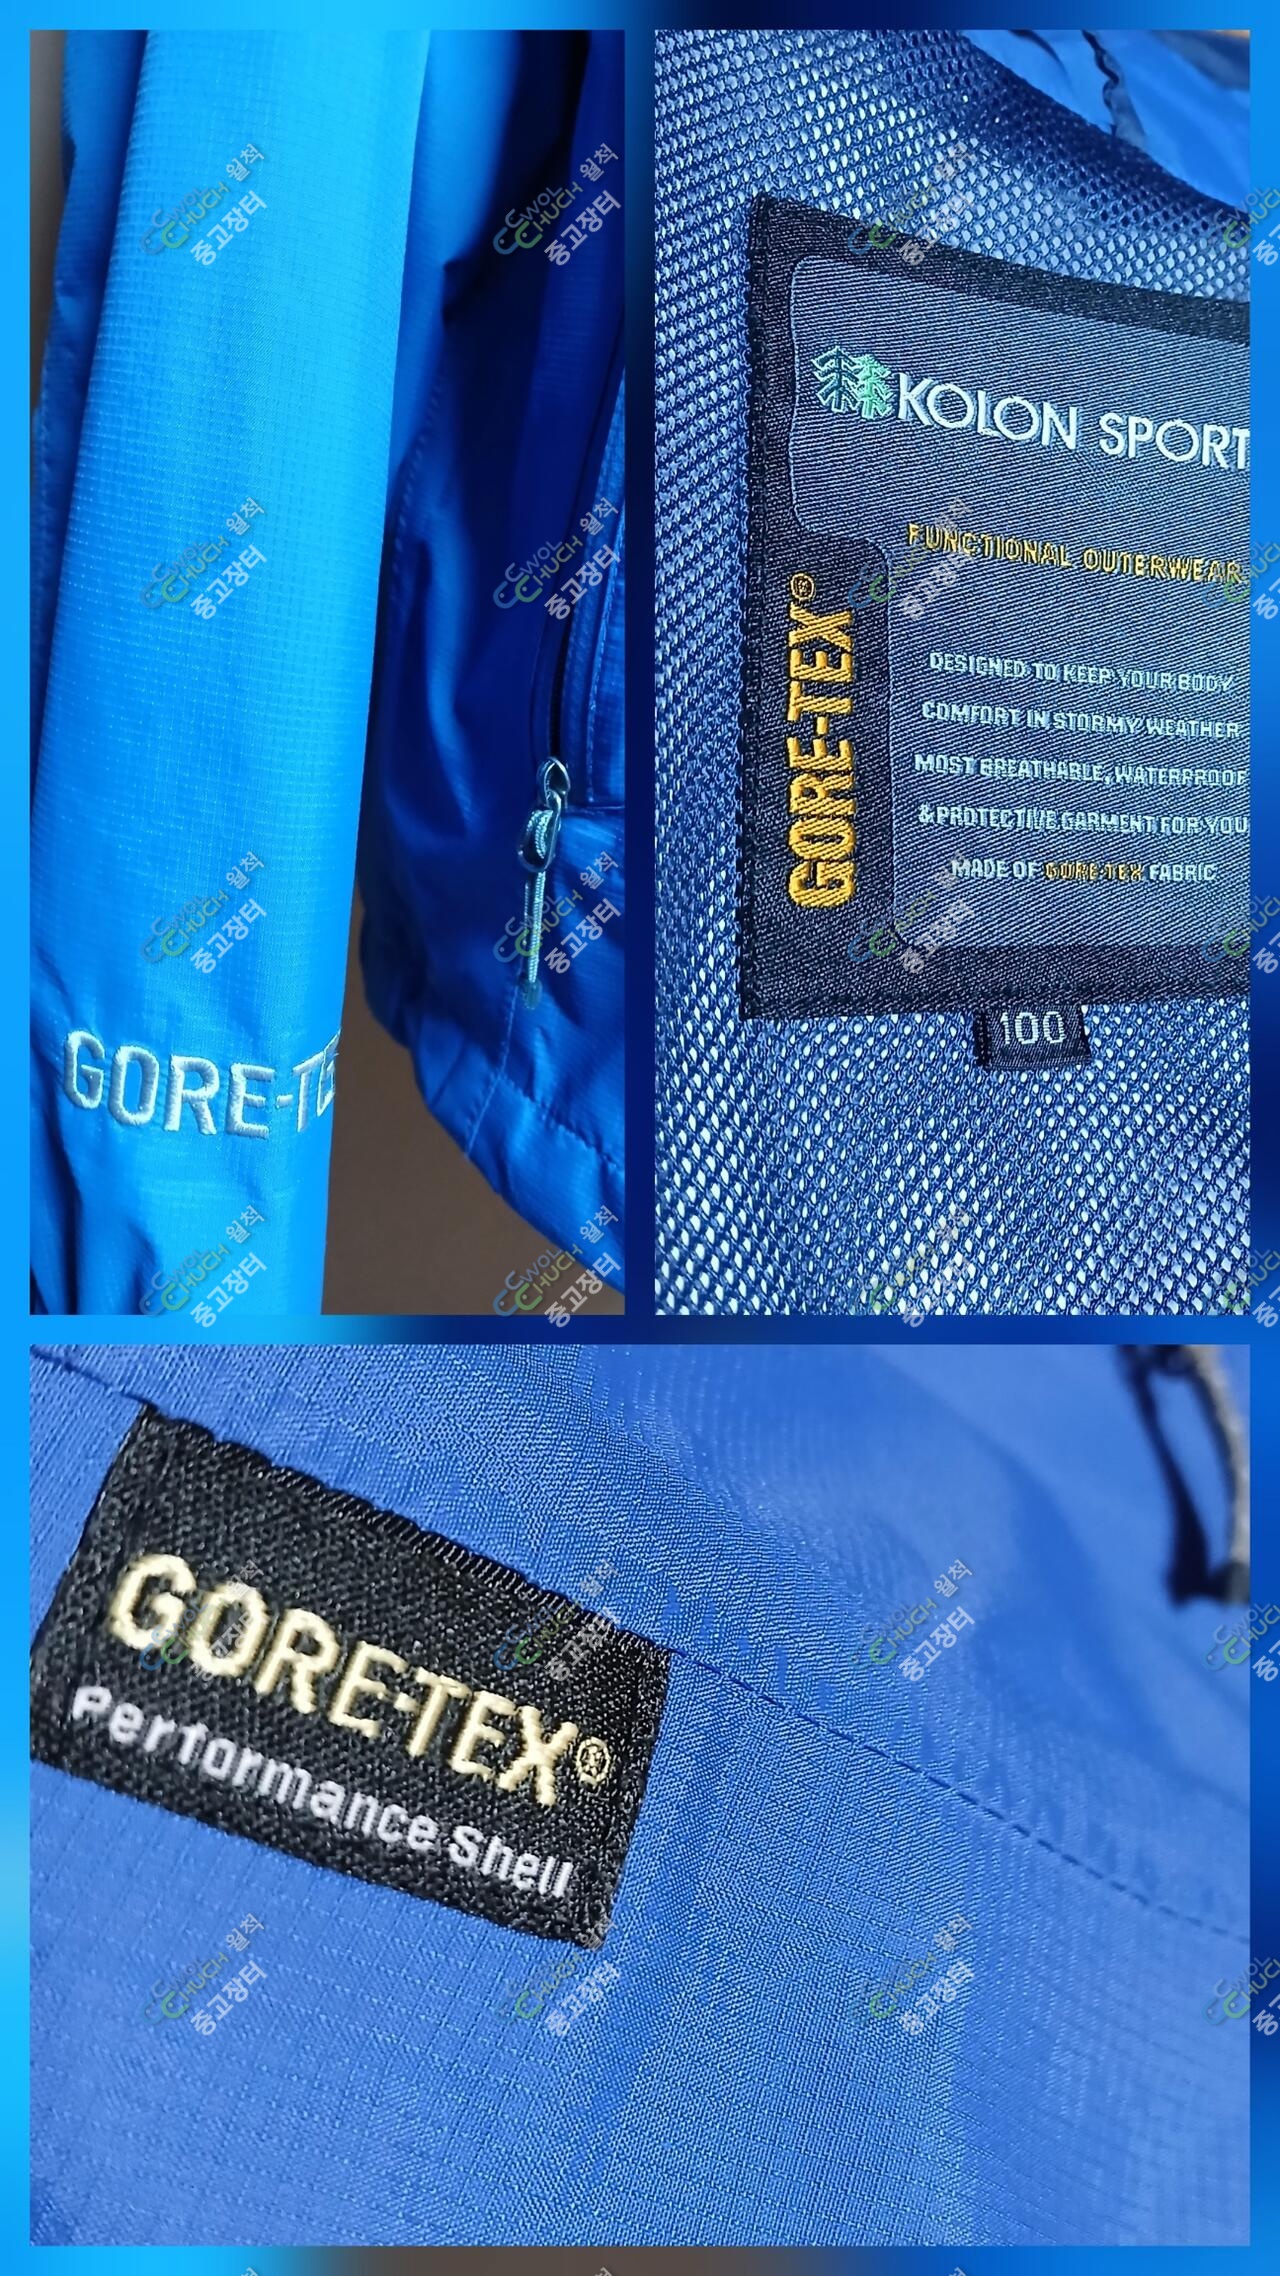 GORE-TE
KOLON SPORT
FUNCTIONAL OUTERWEAR
GORE-TEX®
DESIGNED TO KEEP YOUR BODY
COMFORT IN STORMY WEATHER
MOST BREATHABLE, WATERPROOF
& PROTECTIVE GARMENT FOR YOU
MADE OF GORE-TEX FABRIC
100
GORE-TEX®
Performance Shell
CWOL
CHUCH 월척
중고장터